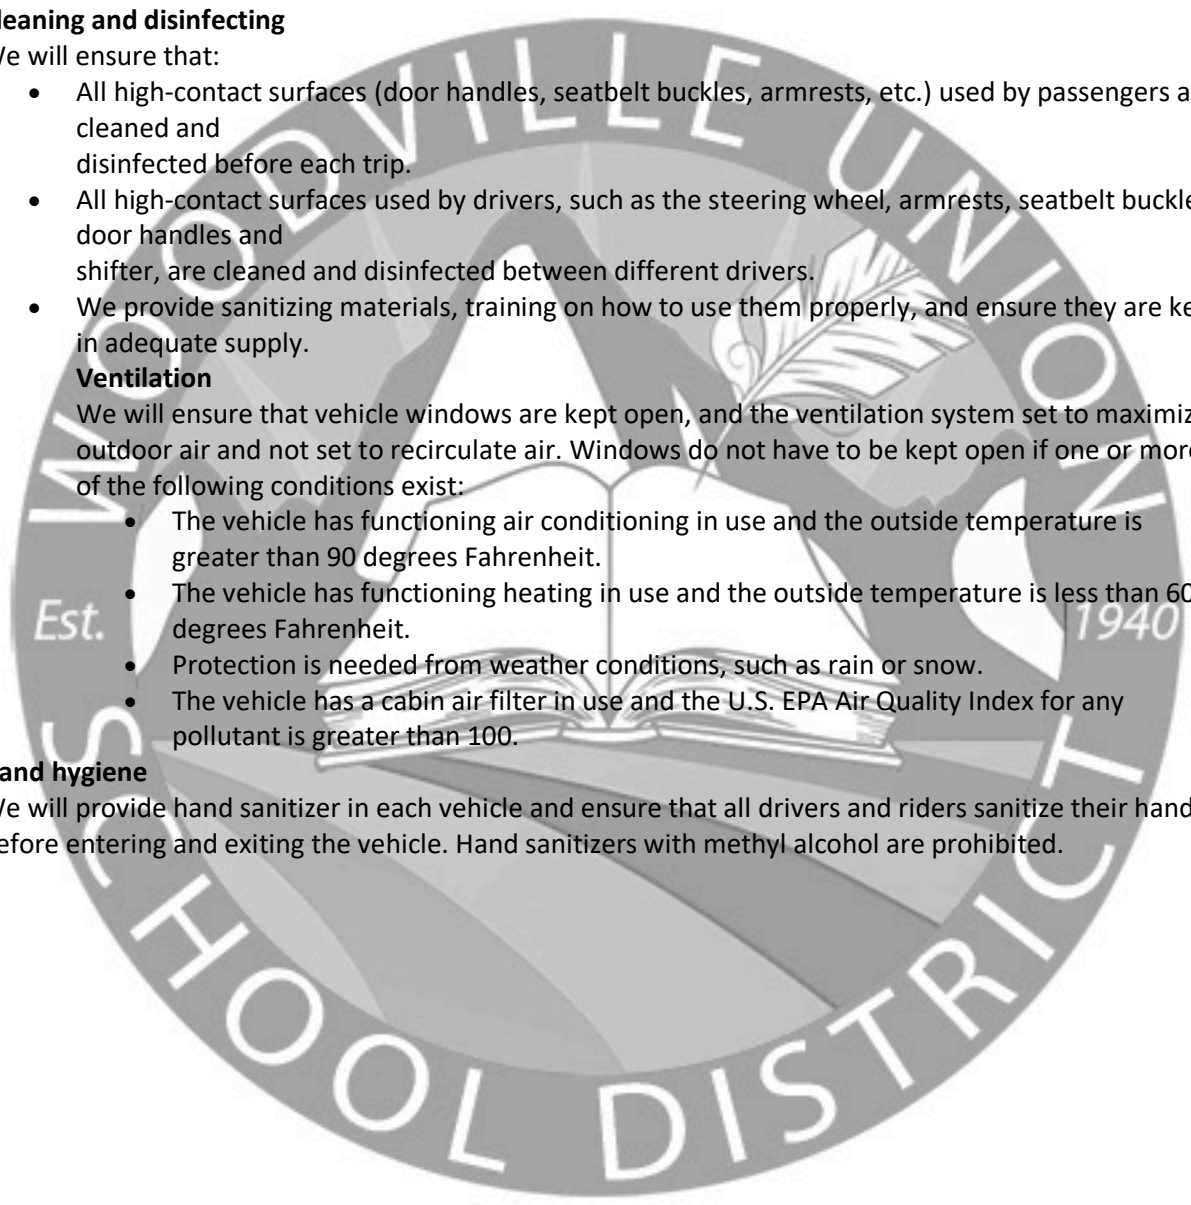 leaning and disinfecting
We will ensure that:
• All high-contact surfaces (door handles, seatbelt buckles, armrests, etc.) used by passengers a
cleaned and
disinfected before each trip.
• All high-contact surfaces used by drivers, such as the steering wheel, armrests, seatbelt buckle
door handles and
shifter, are cleaned and disinfected between different drivers.
• We provide sanitizing materials, training on how to use them properly, and ensure they are ke
in adequate supply.
Ventilation
We will ensure that vehicle windows are kept open, and the ventilation system set to maximiz
outdoor air and not set to recirculate air. Windows do not have to be kept open if one or more
of the following conditions exist:
• The vehicle has functioning air conditioning in use and the outside temperature is
greater than 90 degrees Fahrenheit.
• The vehicle has functioning heating in use and the outside temperature is less than 60
degrees Fahrenheit.
• Protection is needed from weather conditions, such as rain or snow.
• The vehicle has a cabin air filter in use and the U.S. EPA Air Quality Index for any
pollutant is greater than 100.
and hygiene
We will provide hand sanitizer in each vehicle and ensure that all drivers and riders sanitize their hand
efore entering and exiting the vehicle. Hand sanitizers with methyl alcohol are prohibited.
WOODVILLE UNION
Est. 1940
SCHOOL DISTRICT